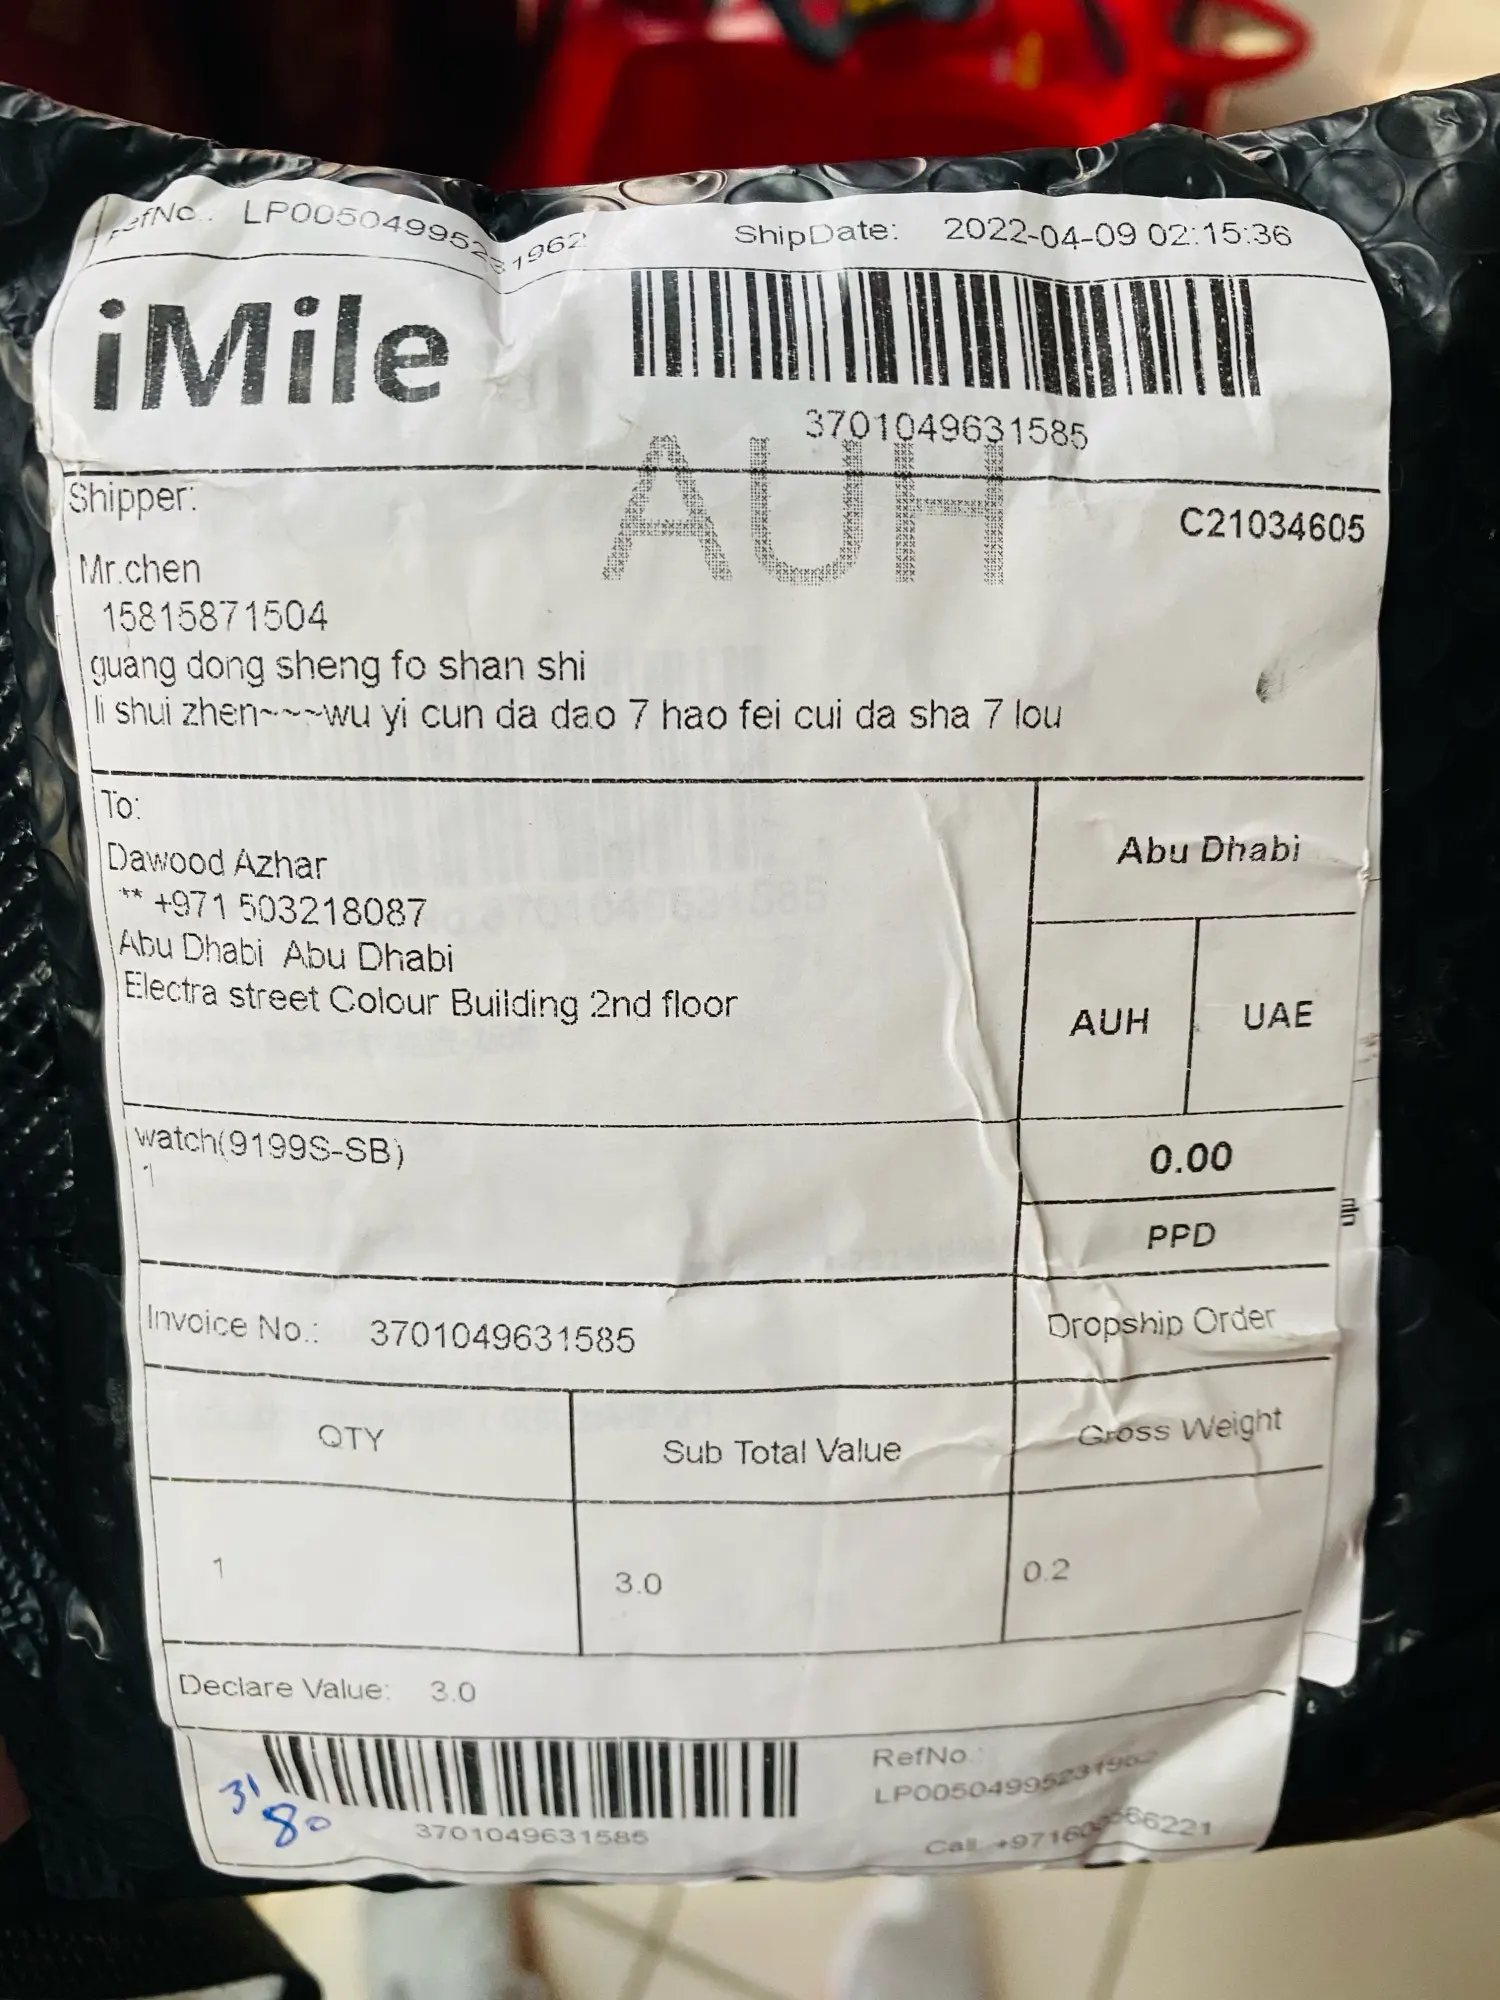 RefNo.: LP00504995231962 ShipDate: 2022-04-09 02:15:36
iMile
3701049631585
AUH
Shipper:
C21034605
Mr.chen
15815871504
guang dong sheng fo shan shi
li shui zhen~~~wu yi cun da dao 7 hao fei cui da sha 7 lou
To:
Dawood Azhar
** +971 503218087
Abu Dhabi Abu Dhabi
Electra street Colour Building 2nd floor
Abu Dhabi
AUH UAE
watch(9199S-SB)
1
0.00
PPD
Invoice No.: 3701049631585
Dropship Order
QTY Sub Total Value Gross Weight
1 3.0 0.2
Declare Value: 3.0
3701049631585
RefNo.:
LP00504995231962
Call:
31
80